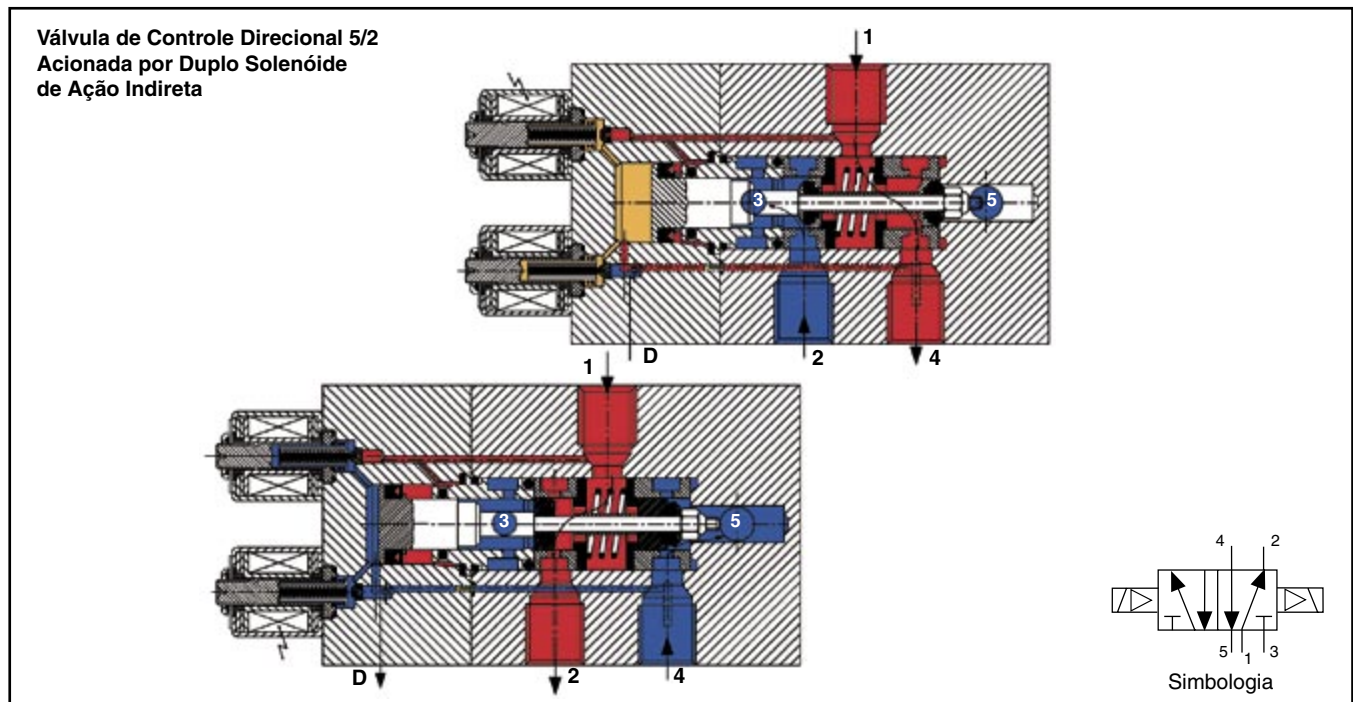 Válvula de Controle Direcional 5/2
Acionada por Duplo Solenóide
de Ação Indireta
1
3
5
D
2
4
1
3
5
D
2
4
4
2
5
1
3
Simbologia